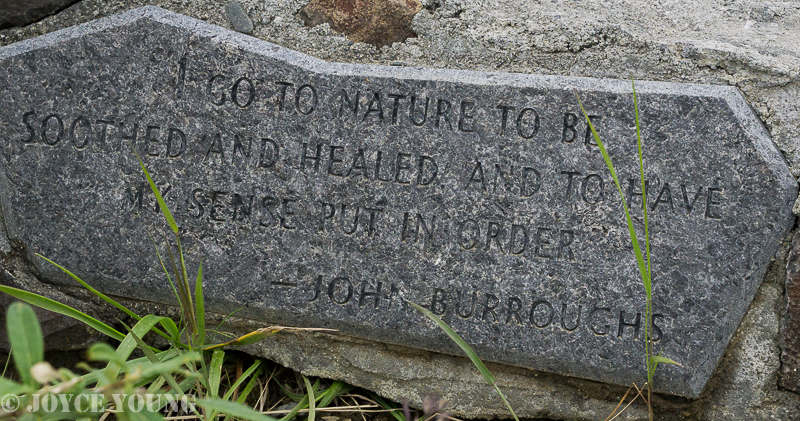 I GO TO NATURE TO BE
SOOTHED AND HEALED, AND TO HAVE
MY SENSE PUT IN ORDER
—JOHN BURROUGHS
© JOYCE YOUNG